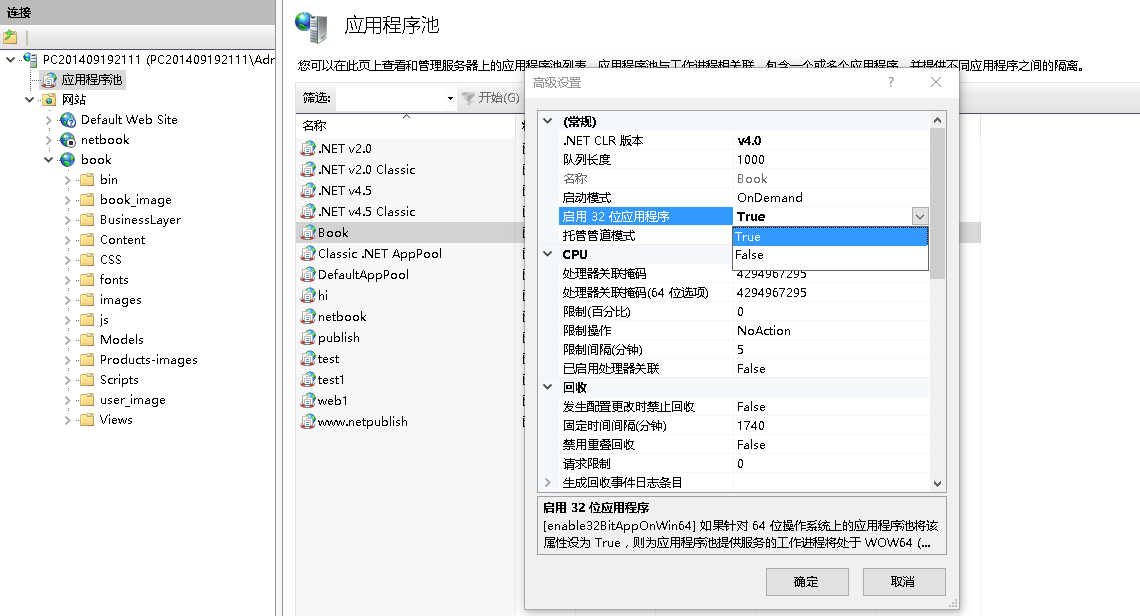 连接
PC201409192111 (PC201409192111\Adr
应用程序池
网站
Default Web Site
netbook
book
bin
book_image
BusinessLayer
Content
CSS
fonts
images
js
Models
Products-images
Scripts
user_image
Views
应用程序池
您可以在此页上查看和管理服务器上的应用程序池列表。应用程序池与工作进程相关联，包含一个或多个应用程序，并提供不同应用程序之间的隔离。
筛选:
开始(G)
名称
.NET v2.0
.NET v2.0 Classic
.NET v4.5
.NET v4.5 Classic
Book
Classic .NET AppPool
DefaultAppPool
hi
netbook
publish
test
test1
web1
www.netpublish
高级设置
?
(常规)
.NET CLR 版本 v4.0
队列长度 1000
名称 Book
启动模式 OnDemand
启用 32 位应用程序 True
托管管道模式
True
False
CPU
处理器关联掩码 4294967295
处理器关联掩码(64 位选项) 4294967295
限制(百分比) 0
限制操作 NoAction
限制间隔(分钟) 5
已启用处理器关联 False
回收
发生配置更改时禁止回收 False
固定时间间隔(分钟) 1740
禁用重叠回收 False
请求限制 0
生成回收事件日志条目
启用 32 位应用程序
[enable32BitAppOnWin64] 如果针对 64 位操作系统上的应用程序池将该
属性设为 True，则为应用程序池提供服务的工作进程将处于 WOW64 (...
确定
取消